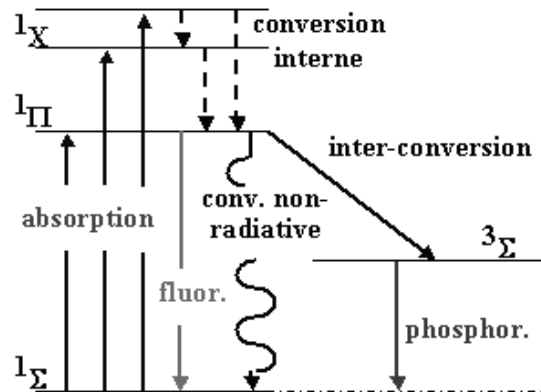 1X
conversion
interne
1Π
inter-conversion
absorption
conv. non-
radiative
3Σ
fluor.
phosphor.
1Σ